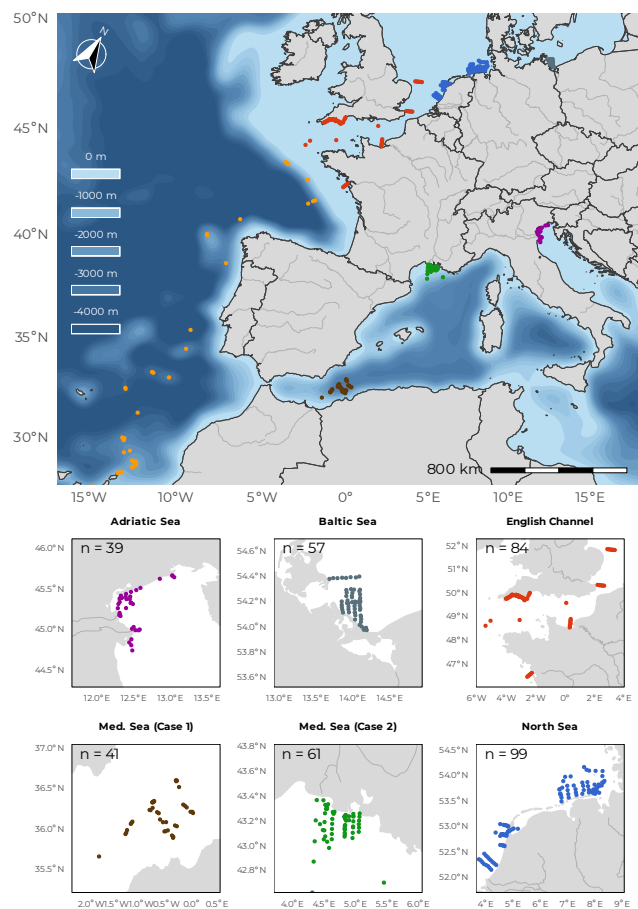 50°N
N
45°N
0 m
-1000 m
40°N
-2000 m
-3000 m
-4000 m
35°N
30°N
800 km
15°W 10°W 5°W 0° 5°E 10°E 15°E
Adriatic Sea Baltic Sea English Channel
n = 39 n = 57 n = 84
46.0°N
45.5°N
45.0°N
44.5°N
12.0°E 12.5°E 13.0°E 13.5°E
54.6°N
54.4°N
54.2°N
54.0°N
53.8°N
53.6°N
13.0°E 13.5°E 14.0°E 14.5°E
52°N
51°N
50°N
49°N
48°N
47°N
6°W 4°W 2°W 0° 2°E 4°E
Med. Sea (Case 1) Med. Sea (Case 2) North Sea
n = 41 n = 61 n = 99
37.0°N
36.5°N
36.0°N
35.5°N
2.0°W1.5°W1.0°W0.5°W 0.0° 0.5°E
43.8°N
43.6°N
43.4°N
43.2°N
43.0°N
42.8°N
4.0°E 4.5°E 5.0°E 5.5°E 6.0°E
54.5°N
54.0°N
53.5°N
53.0°N
52.5°N
52.0°N
4°E 5°E 6°E 7°E 8°E 9°E